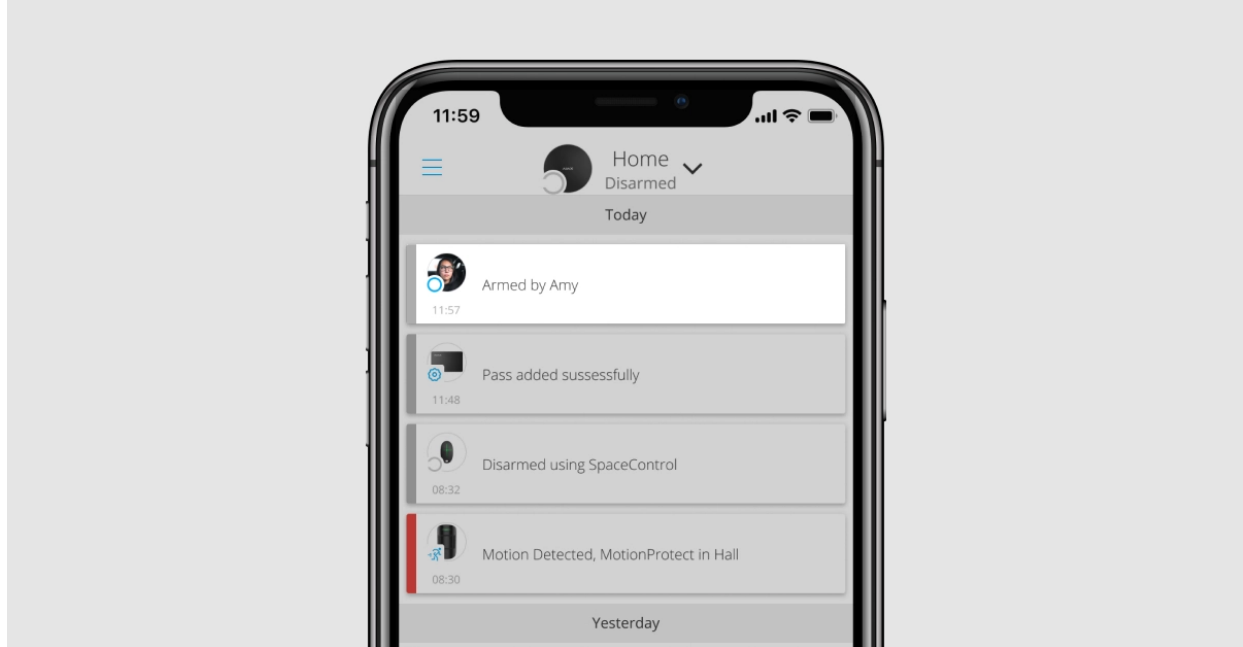 11:59
Home
Disarmed
Today
Armed by Amy
11:57
Pass added sussessfully
11:48
Disarmed using SpaceControl
08:32
Motion Detected, MotionProtect in Hall
08:30
Yesterday